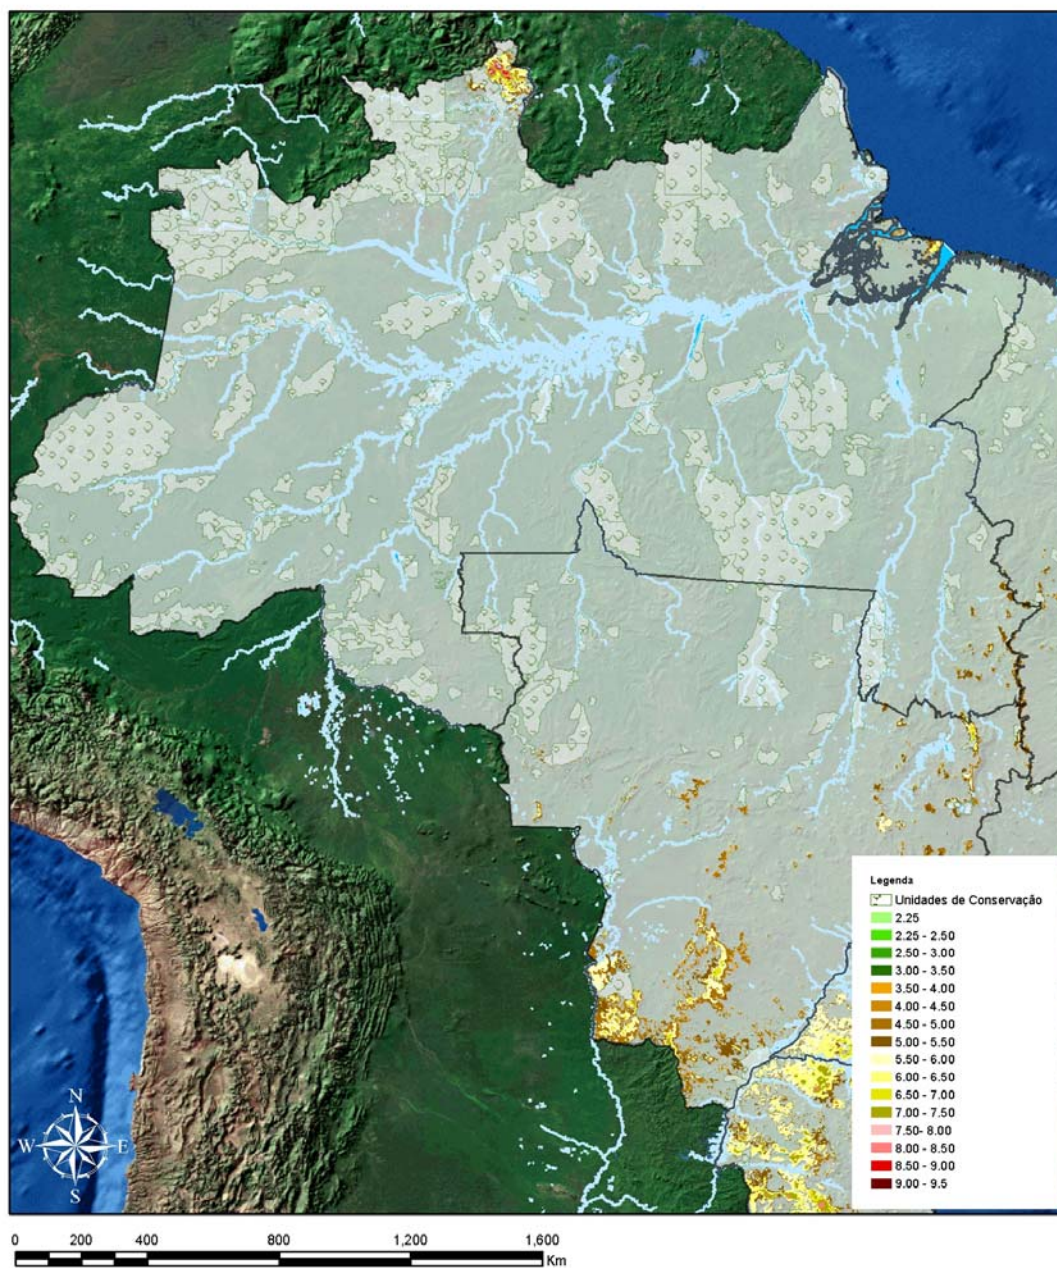 Legenda
Unidades de Conservação
2.25
2.25 - 2.50
2.50 - 3.00
3.00 - 3.50
3.50 - 4.00
4.00 - 4.50
4.50 - 5.00
5.00 - 5.50
5.50 - 6.00
6.00 - 6.50
6.50 - 7.00
7.00 - 7.50
7.50- 8.00
8.00 - 8.50
8.50 - 9.00
9.00 - 9.5
N
W E
S
0 200 400 800 1,200 1,600
Km